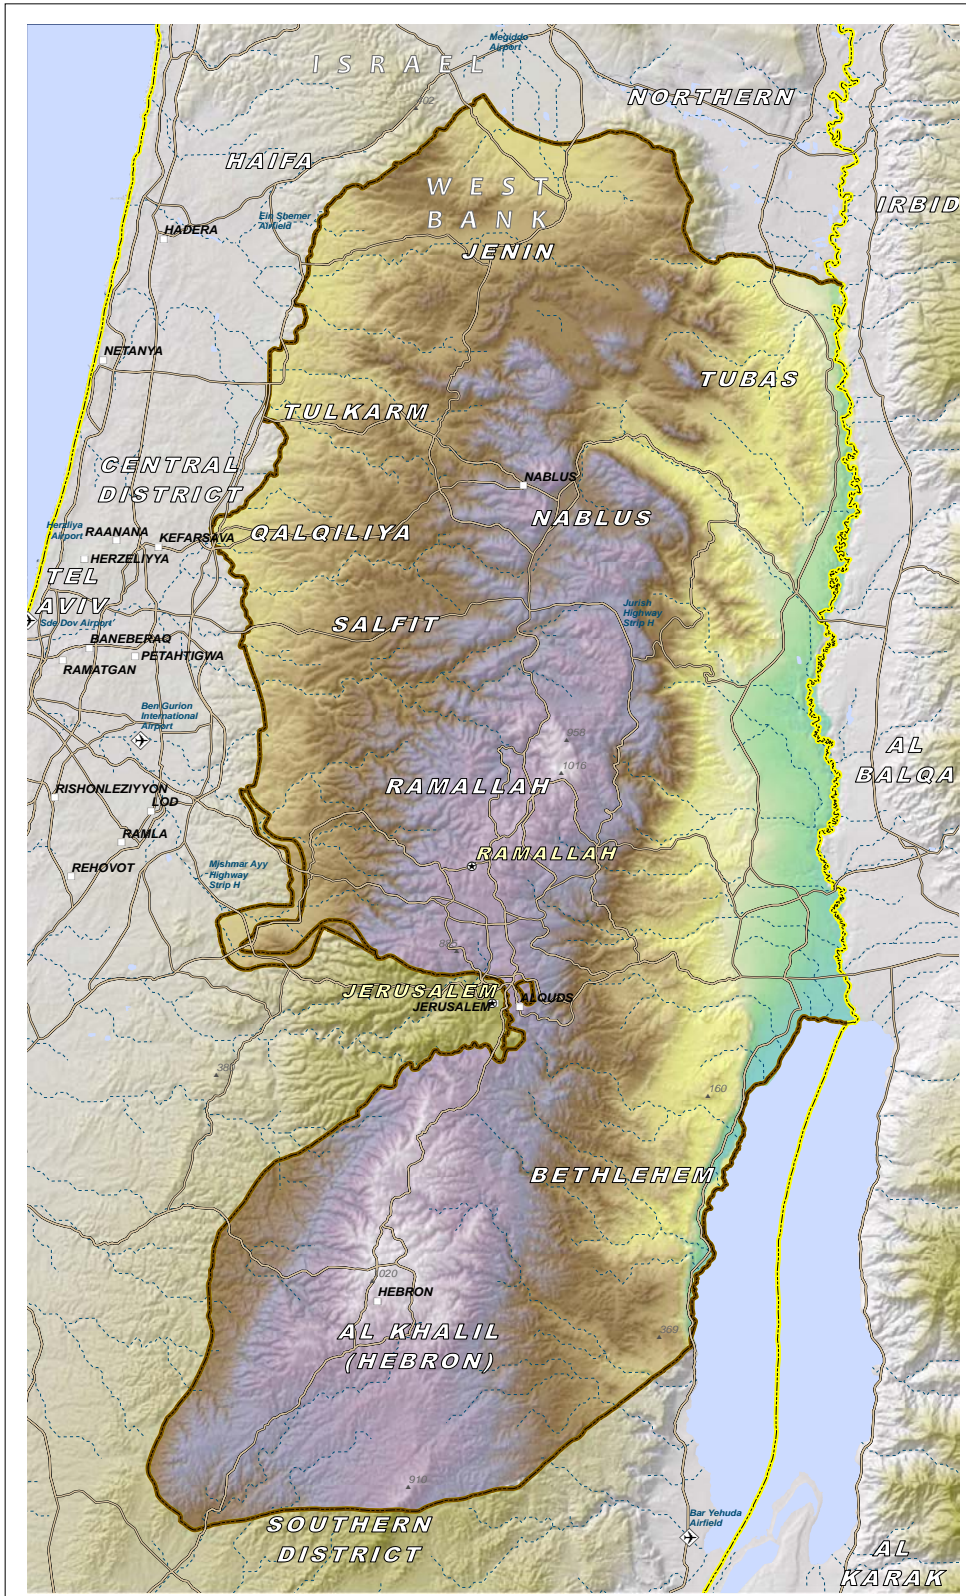 Megiddo
Airport
ISRAEL
NORTHERN
302
HAIFA
WEST
BANK
IRBID
Ein Shemer
Airfield
HADERA
JENIN
NETANYA
TUBAS
TULKARM
CENTRAL
DISTRICT
NABLUS
NABLUS
Herzliya
Airport
RAANANA
KEFARSAVA
QALQILIYA
HERZELIYYA
TEL
AVIV
Sde Dov Airport
Jurish
Highway
Strip H
SALFIT
BANEBERAQ
PETAHTIGWA
RAMATGAN
Ben Gurion
International
Airport
958
1016
AL
BALQA
RAMALLAH
RISHONLEZIYYON
LOD
RAMLA
RAMALLAH
REHOVOT
Mishmar Ayy
Highway
Strip H
JERUSALEM
JERUSALEM
ALQUDS
160
BETHLEHEM
HEBRON
AL KHALIL
(HEBRON)
369
910
SOUTHERN
DISTRICT
Bar Yehuda
Airfield
AL
KARAK